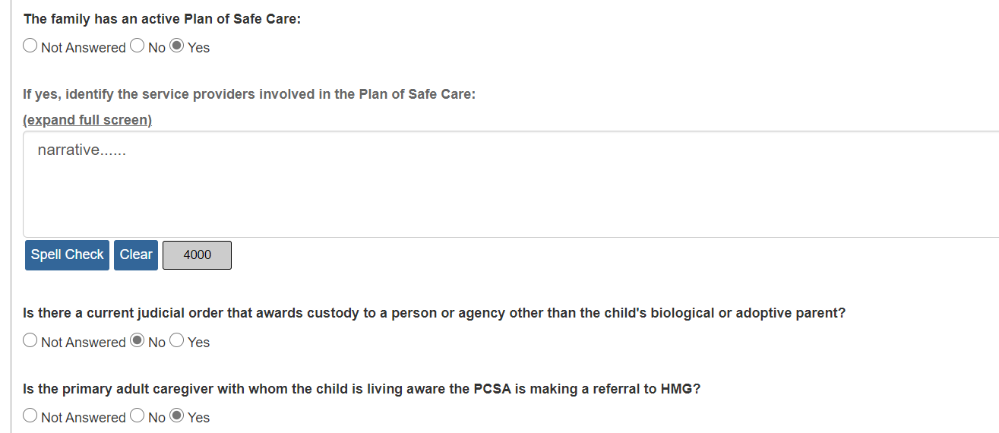 The family has an active Plan of Safe Care:
Not Answered No Yes
If yes, identify the service providers involved in the Plan of Safe Care:
(expand full screen)
narrative......
Spell Check Clear 4000
Is there a current judicial order that awards custody to a person or agency other than the child's biological or adoptive parent?
Not Answered No Yes
Is the primary adult caregiver with whom the child is living aware the PCSA is making a referral to HMG?
Not Answered No Yes